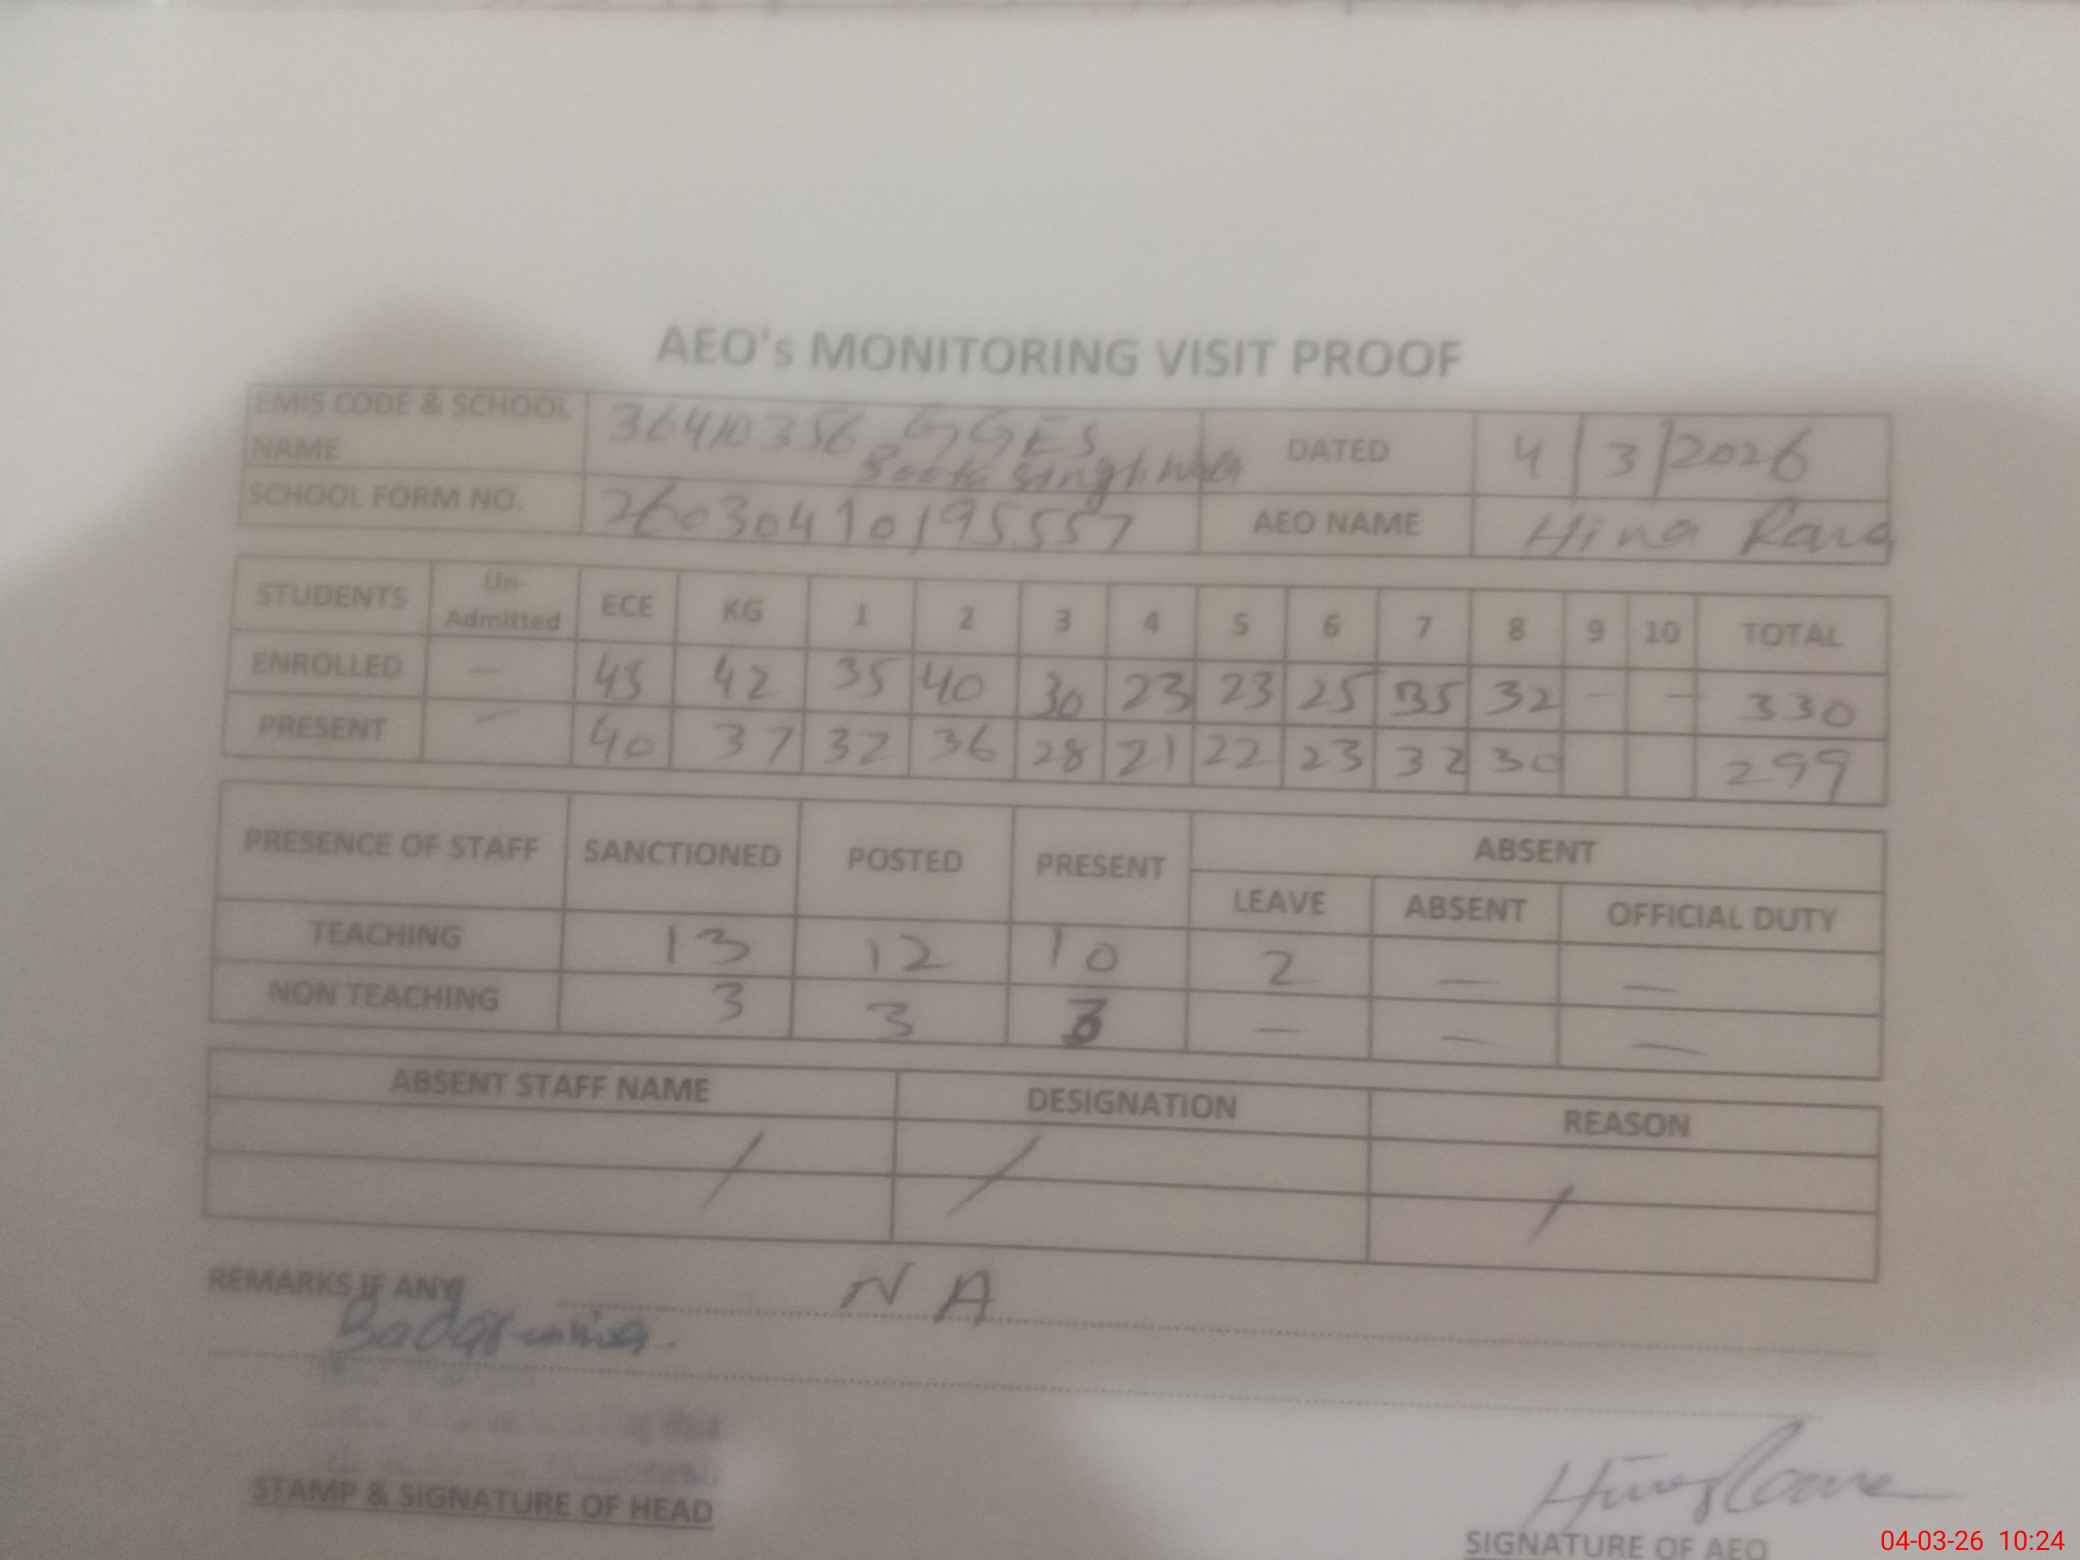 AEO's MONITORING VISIT PROOF
EMIS CODE & SCHOOL NAME 36410356 GGES Boota Singh Wala DATED 4/3/2026
SCHOOL FORM NO. 26030410195557 AEO NAME Hina Rana
STUDENTS Un-Admitted ECE KG 1 2 3 4 5 6 7 8 9 10 TOTAL
ENROLLED — 45 42 35 40 30 23 23 25 35 32 — — 330
PRESENT — 40 37 32 36 28 21 22 23 32 30 299
PRESENCE OF STAFF SANCTIONED POSTED PRESENT ABSENT
LEAVE ABSENT OFFICIAL DUTY
TEACHING 13 12 10 2 — —
NON TEACHING 3 3 3 — — —
ABSENT STAFF NAME DESIGNATION REASON
/ / /
REMARKS IF ANY NA
STAMP & SIGNATURE OF HEAD
SIGNATURE OF AEO
04-03-26 10:24